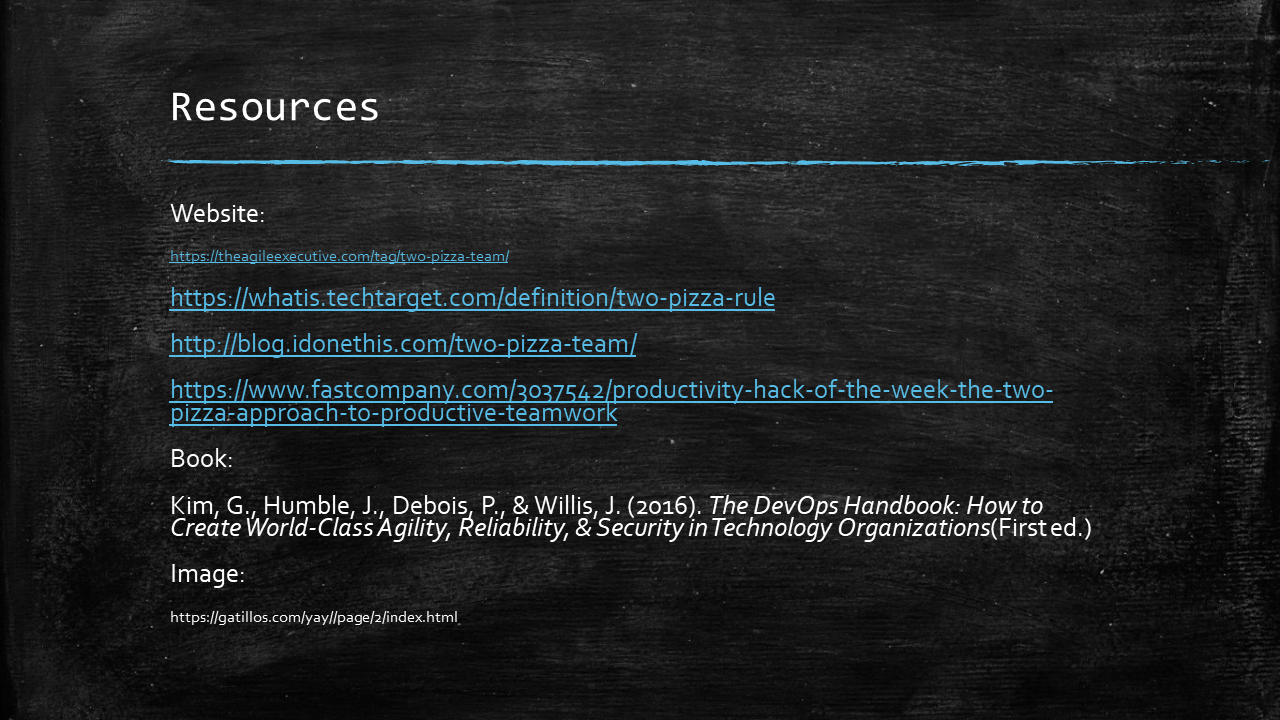 Resources
Website:
https://theagileexecutive.com/tag/two-pizza-team/
https://whatis.techtarget.com/definition/two-pizza-rule
http://blog.idonethis.com/two-pizza-team/
https://www.fastcompany.com/3037542/productivity-hack-of-the-week-the-two-
pizza-approach-to-productive-teamwork
Book:
Kim, G., Humble, J., Debois, P., & Willis, J. (2016). The DevOps Handbook: How to
Create World-Class Agility, Reliability, & Security in Technology Organizations(First ed.)
Image:
https://gatillos.com/yay//page/2/index.html